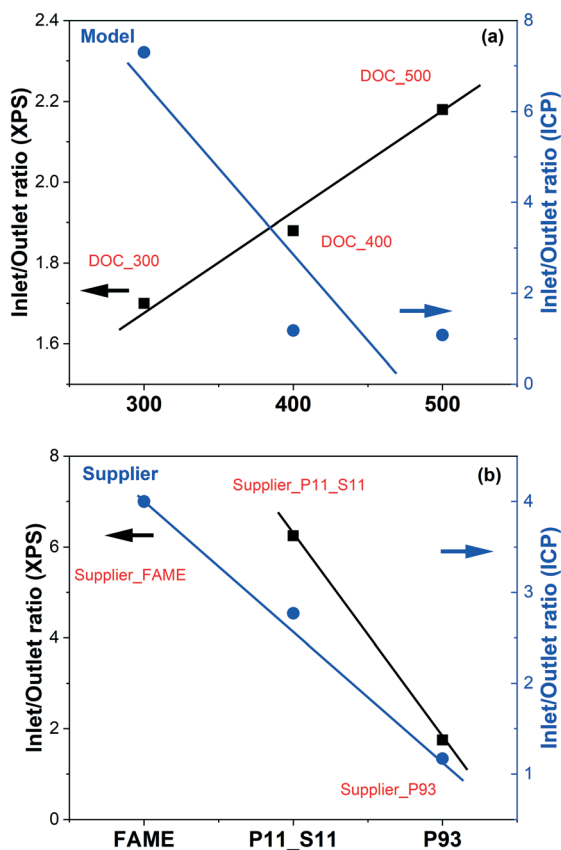 Model
(a)
2.4
2.2
2.0
1.8
1.6
Inlet/Outlet ratio (XPS)
DOC_300
DOC_400
DOC_500
8
6
4
2
0
Inlet/Outlet ratio (ICP)
300
400
500
Supplier
(b)
8
6
4
2
0
Inlet/Outlet ratio (XPS)
Supplier_P11_S11
Supplier_FAME
Supplier_P93
4
3
2
1
Inlet/Outlet ratio (ICP)
FAME
P11_S11
P93